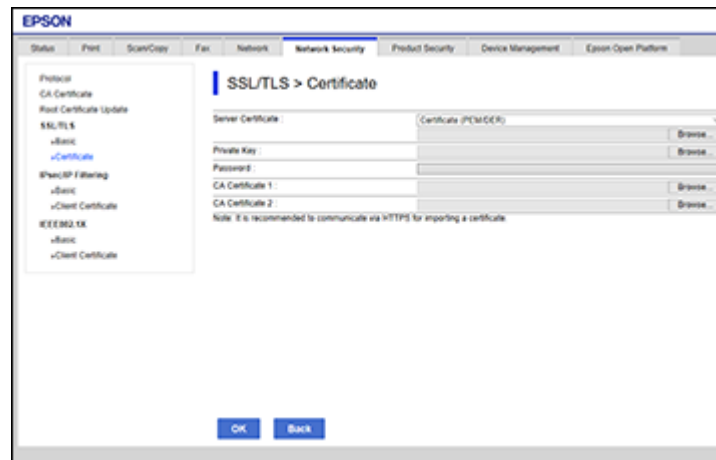 EPSON
Status Print Scan/Copy Fax Network Network Security Product Security Device Management Epson Open Platform
Protocol
CA Certificate
Root Certificate Update
SSL/TLS
»Basic
»Certificate
IPsec/IP Filtering
»Basic
»Client Certificate
IEEE802.1X
»Basic
»Client Certificate
SSL/TLS > Certificate
Server Certificate : Certificate (PEM/DER)
Browse...
Private Key : Browse...
Password :
CA Certificate 1 : Browse...
CA Certificate 2 : Browse...
Note: It is recommended to communicate via HTTPS for importing a certificate.
OK Back